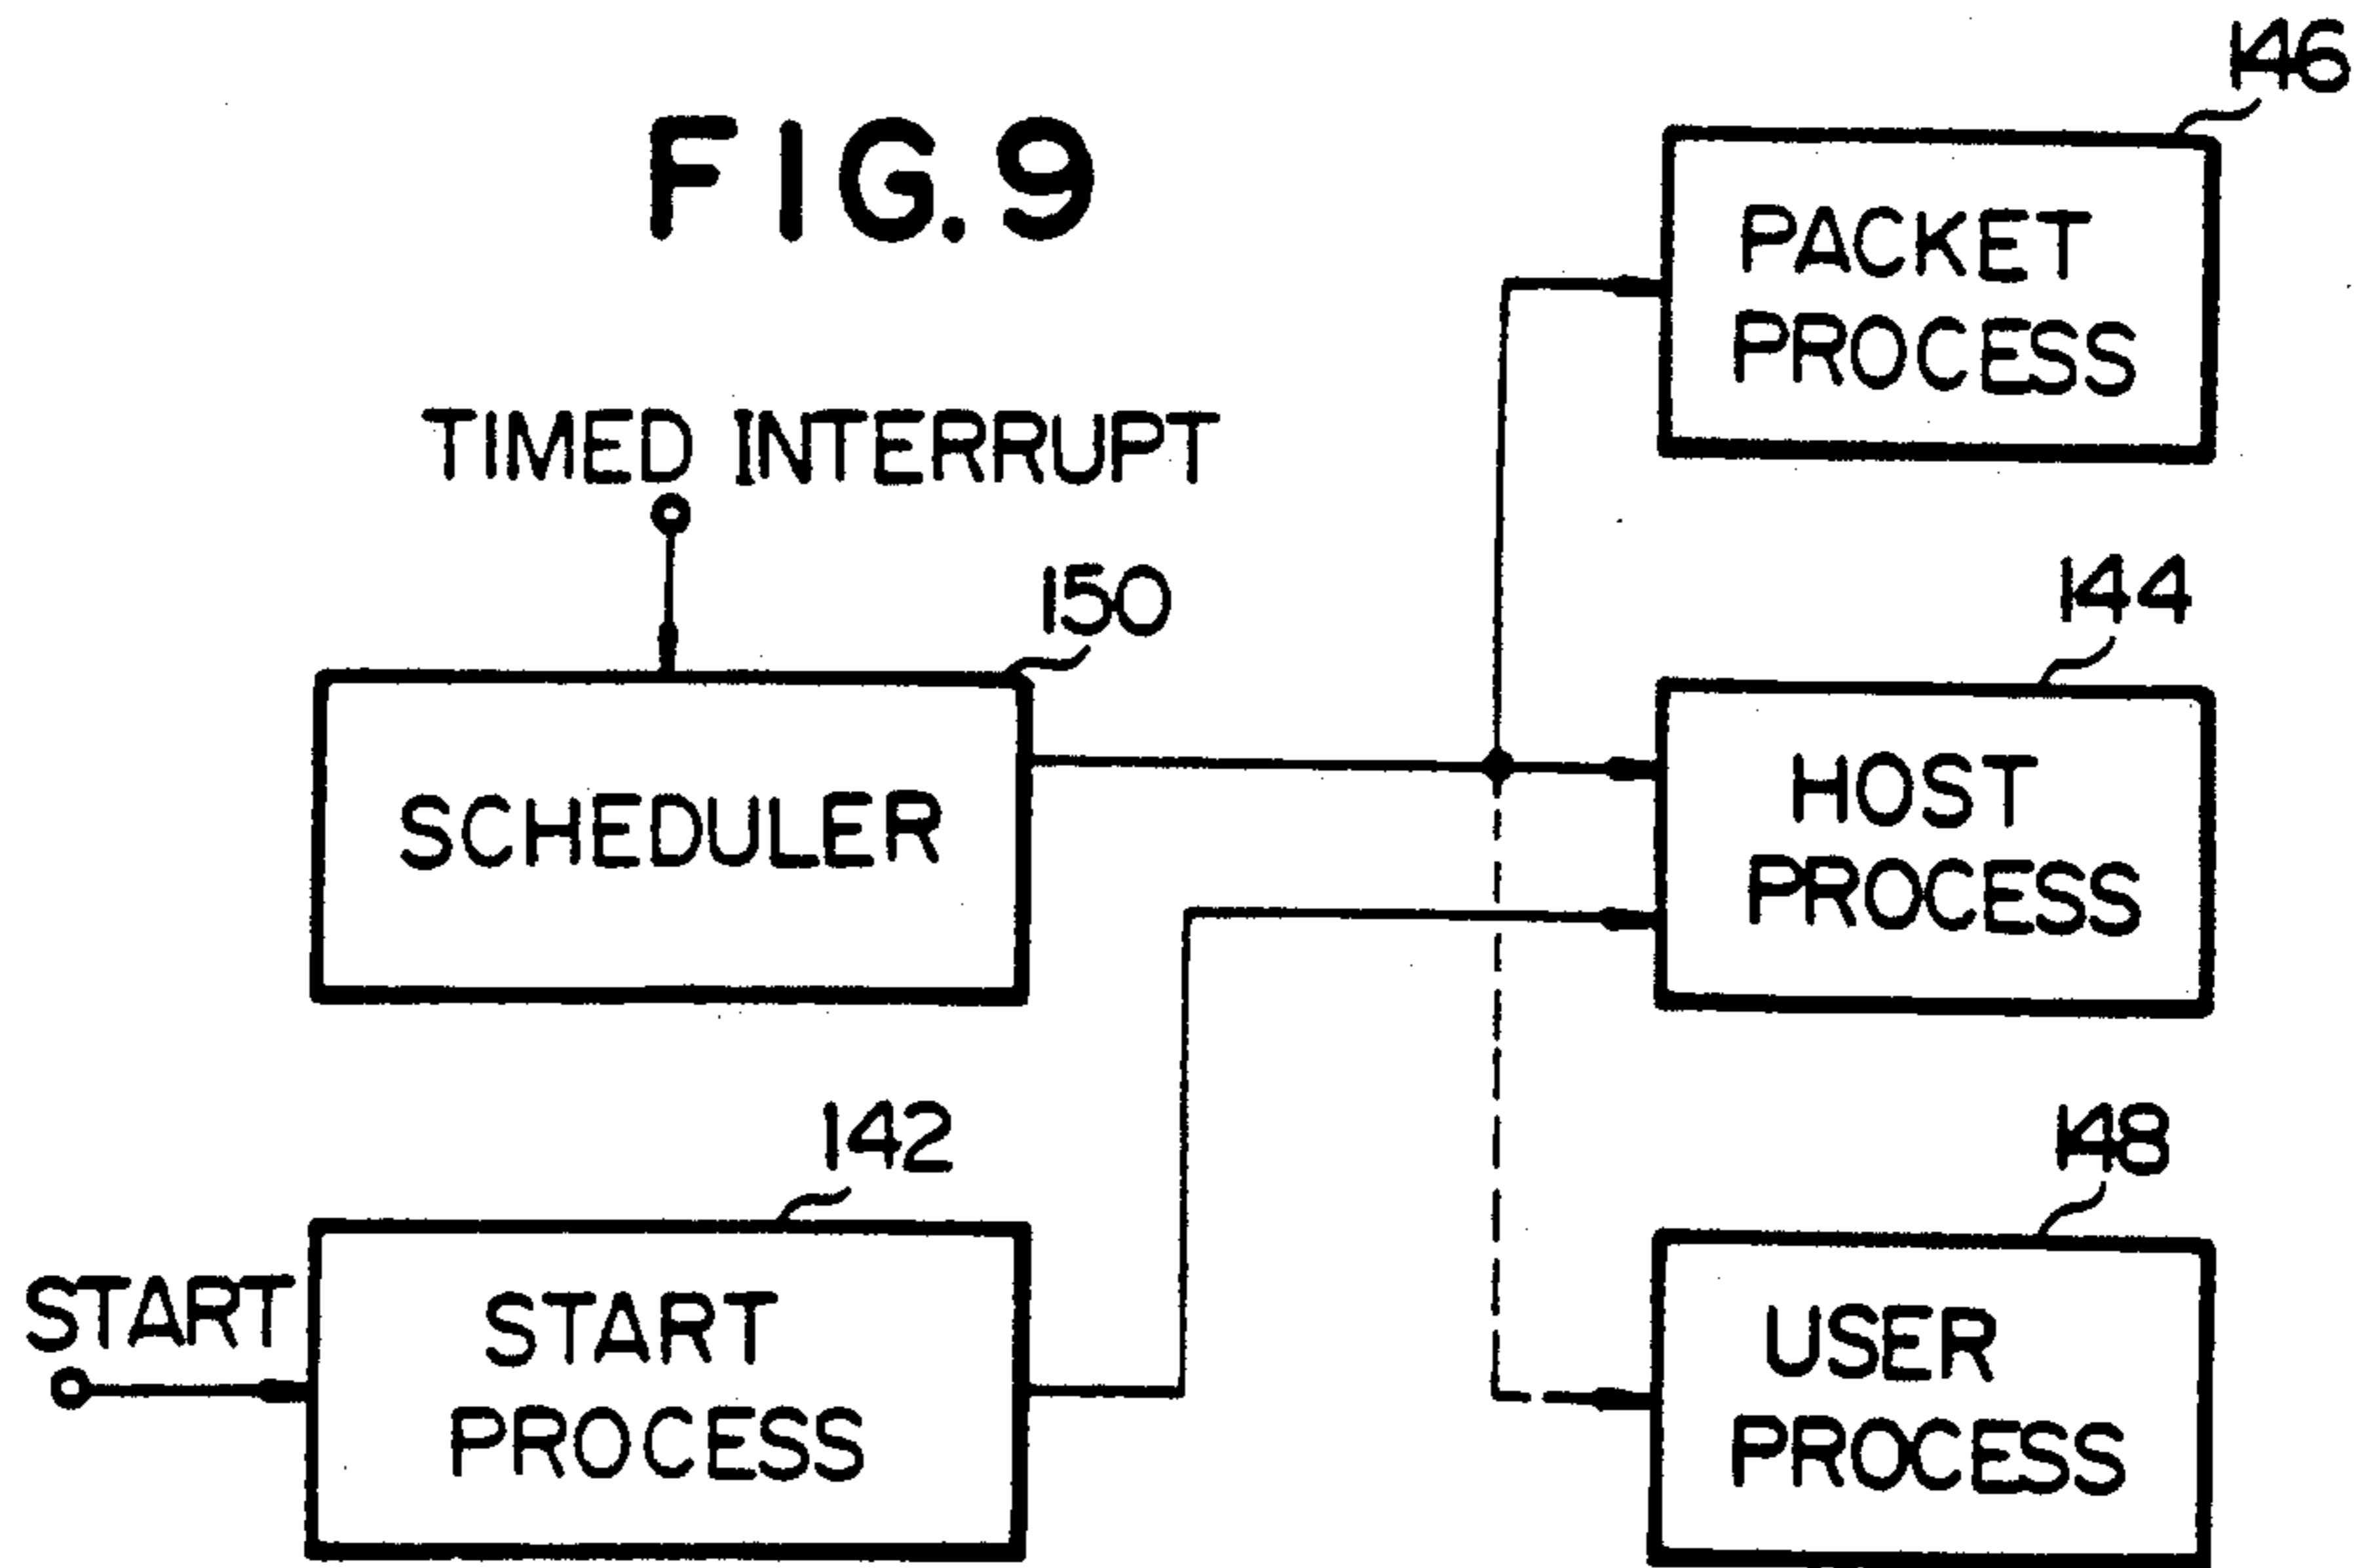 FIG. 9
146
PACKET
PROCESS
TIMED INTERRUPT
150
SCHEDULER
144
HOST
PROCESS
142
START
START
PROCESS
148
USER
PROCESS